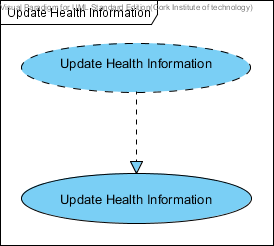 Visual Paradigm for UML Standard Edition(Cork Institute of technology)
Update Health Information
Update Health Information
Update Health Information